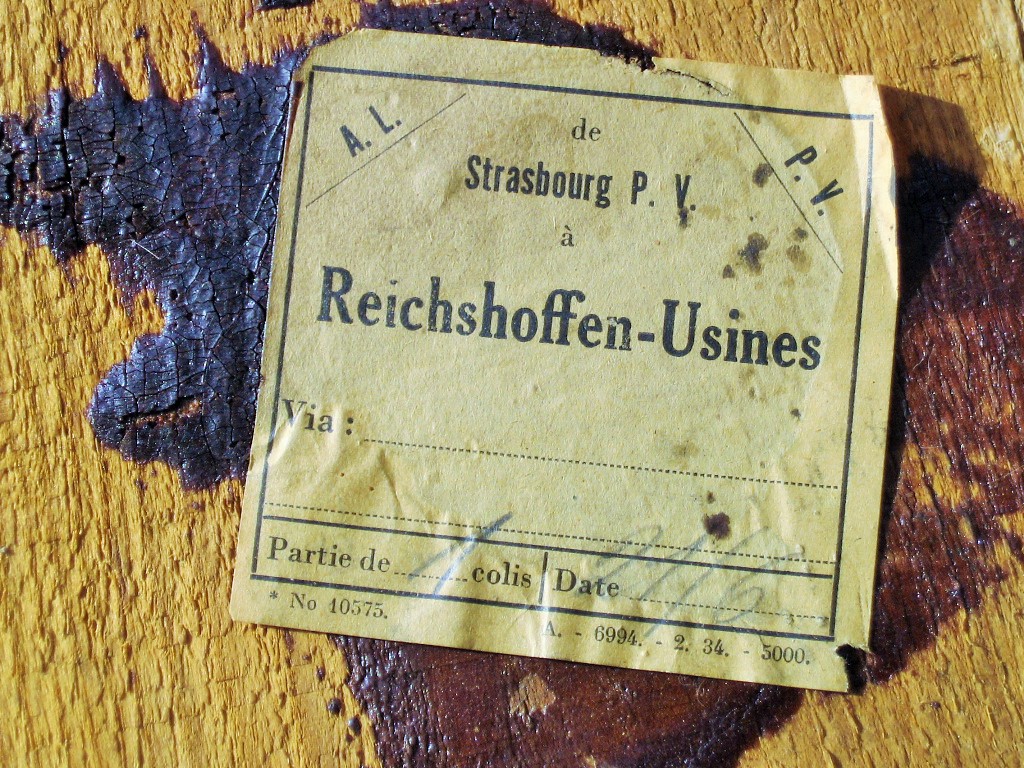 A. L.
de
P. V.
Strasbourg P. V.
à
Reichshoffen-Usines
Via :
Partie de 1 colis Date
* No 10575.
A. - 6994. - 2. 34. - 5000.